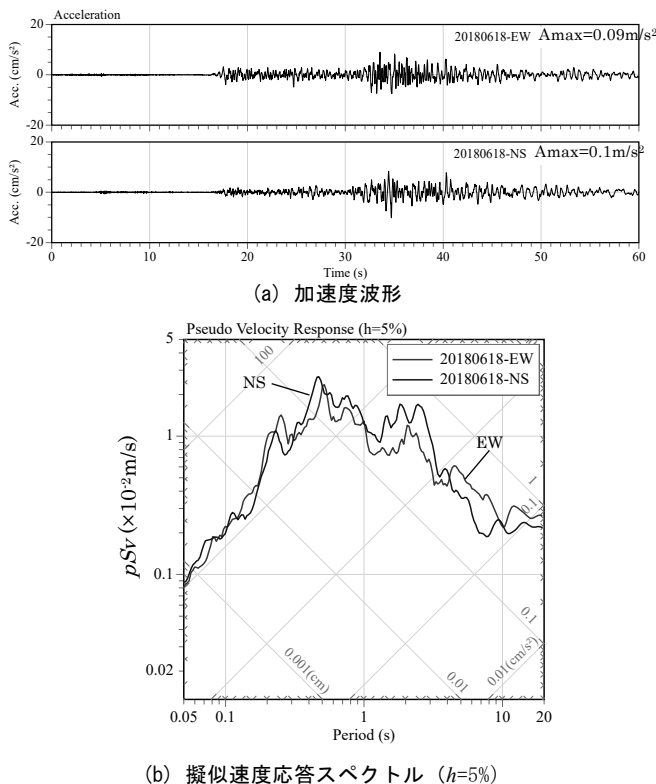 Acceleration
20
Acc. (cm/s²)
0
-20
20180618-EW Amax=0.09m/s²
20
Acc. (cm/s²)
0
-20
20180618-NS Amax=0.1m/s²
0 10 20 30 40 50 60
Time (s)
(a) 加速度波形
Pseudo Velocity Response (h=5%)
5
100
20180618-EW
20180618-NS
NS
1
EW
1
0.1
pSv (×10⁻²m/s)
0.1
0.1
0.02
0.001(cm)
0.01
0.01(cm/s²)
0.05 0.1 1 10 20
Period (s)
(b) 擬似速度応答スペクトル (h=5%)